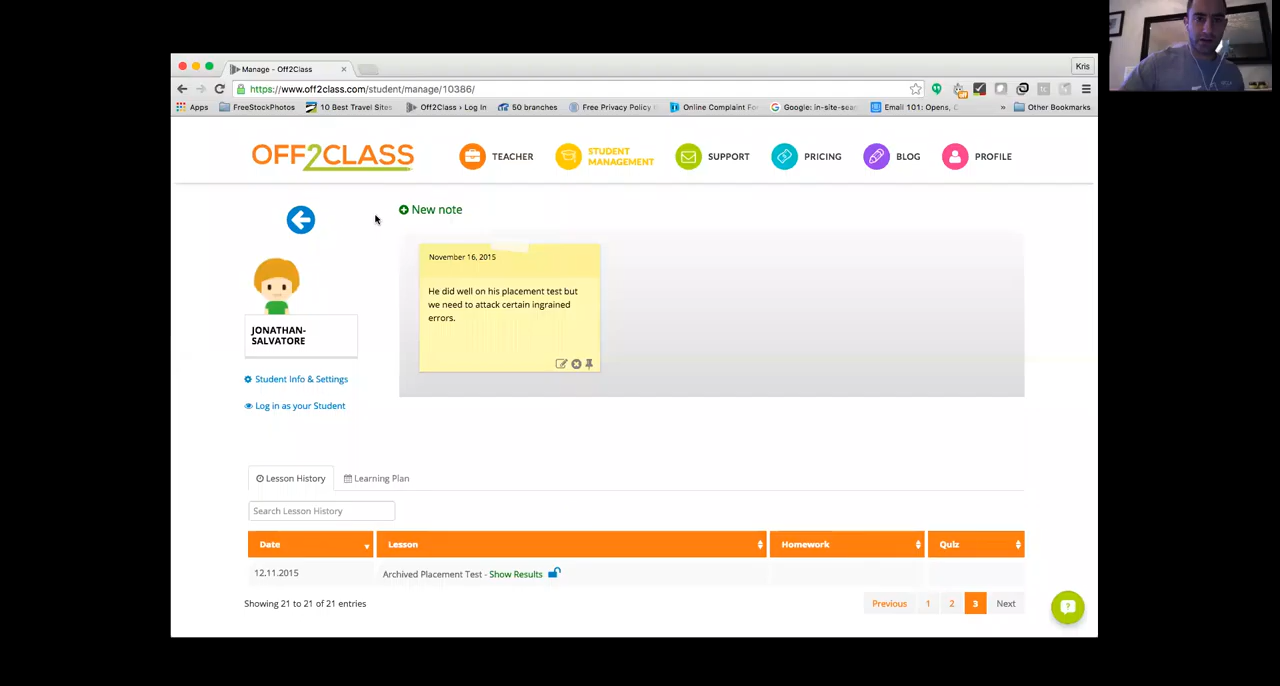 Manage - Off2Class
Kris
https://www.off2class.com/student/manage/10386/
Apps FreeStockPhotos 10 Best Travel Sites Off2Class › Log In 50 branches Free Privacy Policy Online Complaint Fo Google: in-site-sear Email 101: Opens, C » Other Bookmarks
OFF2CLASS
TEACHER
STUDENT
MANAGEMENT
SUPPORT
PRICING
BLOG
PROFILE
New note
November 16, 2015
He did well on his placement test but
we need to attack certain ingrained
errors.
JONATHAN-
SALVATORE
Student Info & Settings
Log in as your Student
Lesson History Learning Plan
Search Lesson History
Date Lesson Homework Quiz
12.11.2015 Archived Placement Test - Show Results
Showing 21 to 21 of 21 entries
Previous 1 2 3 Next